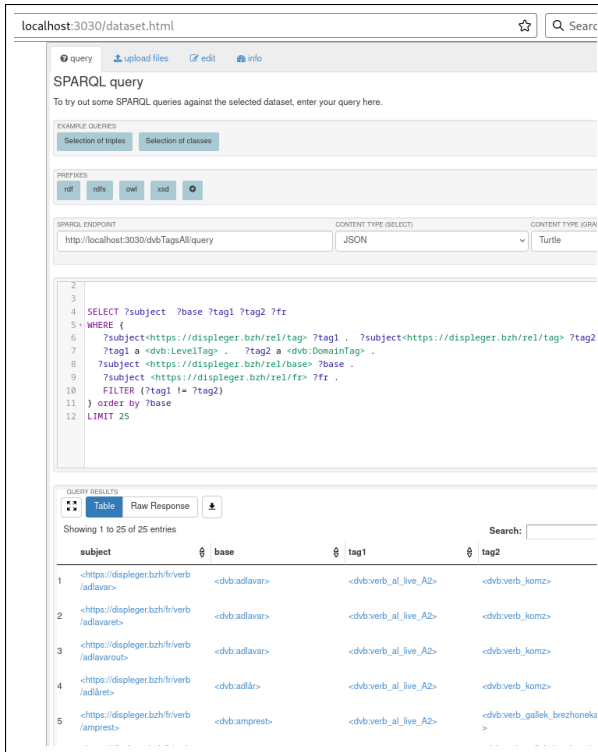 localhost:3030/dataset.html
Q Searc
query upload files edit info
SPARQL query
To try out some SPARQL queries against the selected dataset, enter your query here.
EXAMPLE QUERIES
Selection of triples Selection of classes
PREFIXES
rdf rdfs owl xsd
SPARQL ENDPOINT CONTENT TYPE (SELECT) CONTENT TYPE (GRAP
http://localhost:3030/dvbTagsAll/query JSON Turtle
2
3
4 SELECT ?subject ?base ?tag1 ?tag2 ?fr
5 WHERE {
6 ?subject<https://displeger.bzh/rel/tag> ?tag1 . ?subject<https://displeger.bzh/rel/tag> ?tag2
7 ?tag1 a <dvb:LevelTag> . ?tag2 a <dvb:DomainTag> .
8 ?subject <https://displeger.bzh/rel/base> ?base .
9 ?subject <https://displeger.bzh/rel/fr> ?fr .
10 FILTER (?tag1 != ?tag2)
11 } order by ?base
12 LIMIT 25
QUERY RESULTS
Table Raw Response
Showing 1 to 25 of 25 entries Search:
subject base tag1 tag2
1 <https://displeger.bzh/fr/verb/adlavar> <dvb:adlavar> <dvb:verb_al_live_A2> <dvb:verb_komz>
2 <https://displeger.bzh/fr/verb/adlavaret> <dvb:adlavar> <dvb:verb_al_live_A2> <dvb:verb_komz>
3 <https://displeger.bzh/fr/verb/adlavarout> <dvb:adlavar> <dvb:verb_al_live_A2> <dvb:verb_komz>
4 <https://displeger.bzh/fr/verb/adlâret> <dvb:adlâr> <dvb:verb_al_live_A2> <dvb:verb_komz>
5 <https://displeger.bzh/fr/verb/amprest> <dvb:amprest> <dvb:verb_al_live_A2> <dvb:verb_gallek_brezhoneka
>